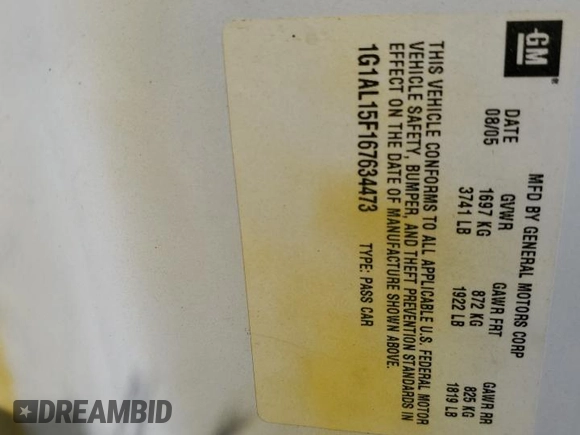 GM
MFD BY GENERAL MOTORS CORP
DATE GVWR GAWR FRT GAWR RR
08/05 1697 KG 872 KG 825 KG
3741 LB 1922 LB 1819 LB
THIS VEHICLE CONFORMS TO ALL APPLICABLE U.S. FEDERAL MOTOR
VEHICLE SAFETY, BUMPER, AND THEFT PREVENTION STANDARDS IN
EFFECT ON THE DATE OF MANUFACTURE SHOWN ABOVE.
1G1AL15F167634473 TYPE: PASS CAR
DREAMBID